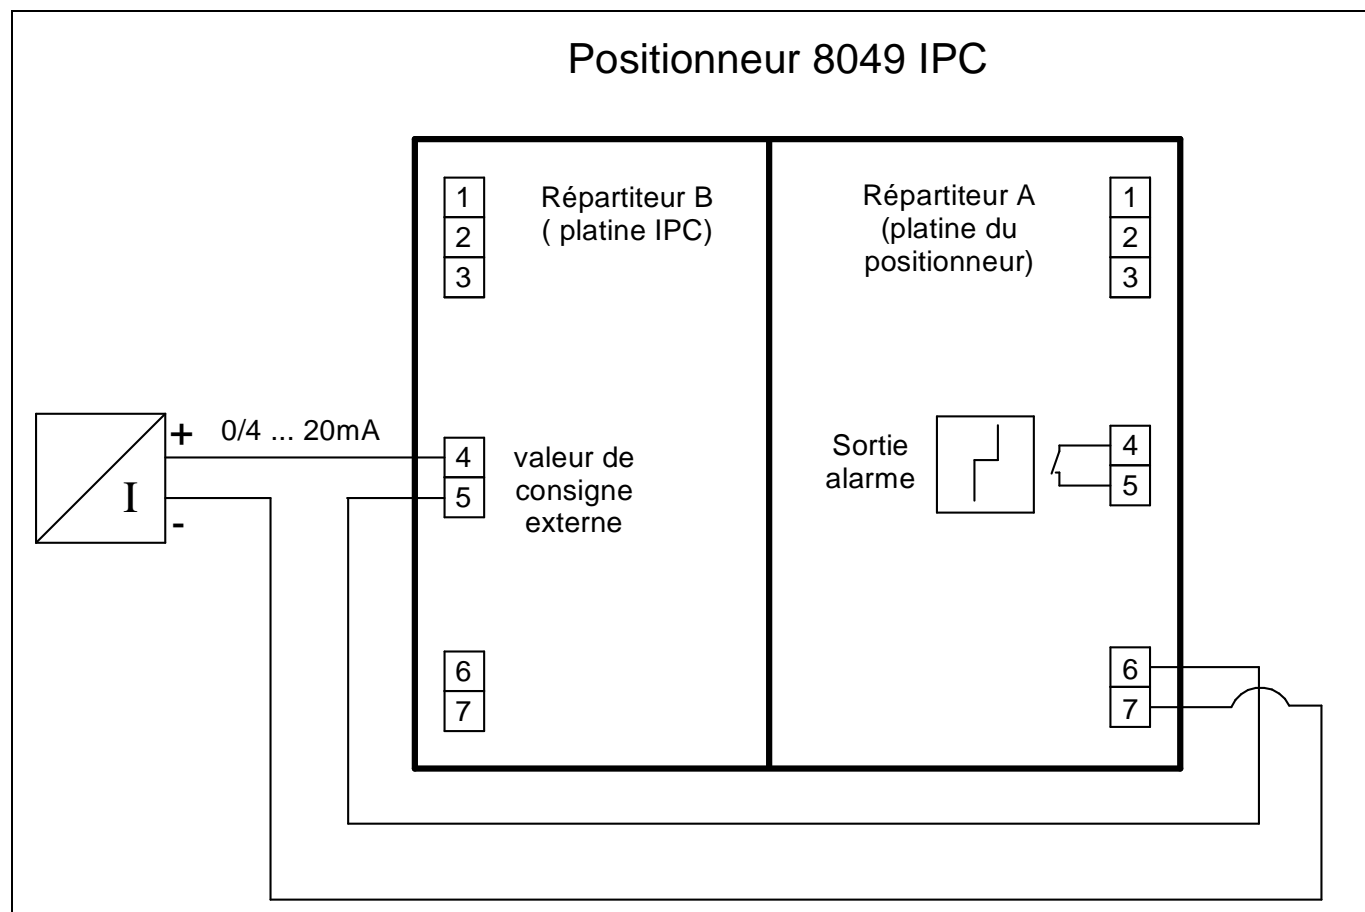 Positionneur 8049 IPC
1
2
3
Répartiteur B
( platine IPC)
Répartiteur A
(platine du
positionneur)
1
2
3
I
+
-
0/4 ... 20mA
4
5
valeur de
consigne
externe
Sortie
alarme
4
5
6
7
6
7